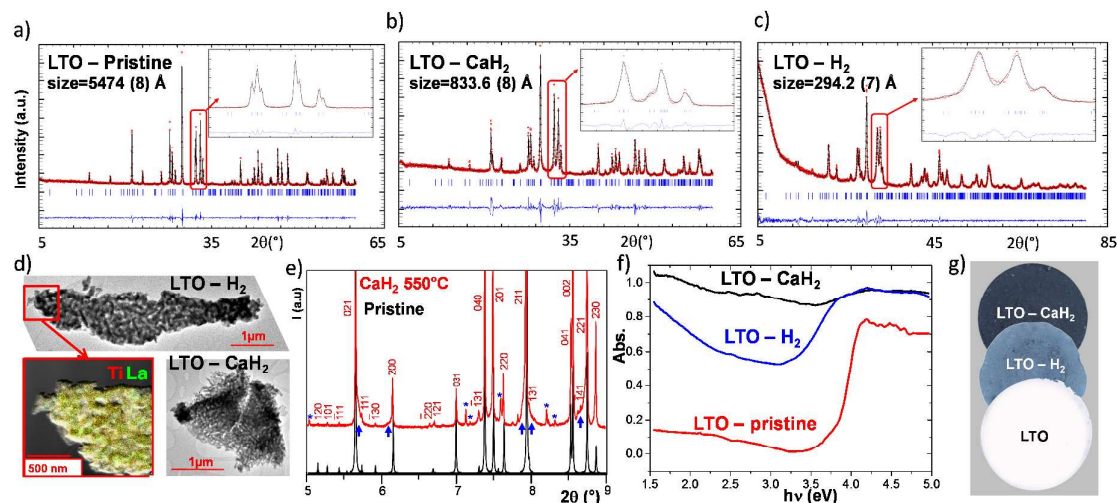 a)
LTO – Pristine
size=5474 (8) Å
Intensity (a.u.)
5
35
2θ(°)
65
b)
LTO – CaH₂
size=833.6 (8) Å
5
35
2θ(°)
65
c)
LTO – H₂
size=294.2 (7) Å
5
45
2θ(°)
85
d)
LTO – H₂
1μm
Ti La
500 nm
LTO – CaH₂
1μm
e)
CaH₂ 550°C
Pristine
I (a.u)
120
101
111
021
111
130
200
220
121
031
131
040
201
220
211
131
041
002
141
221
230
5
6
7
8
9
2θ (°)
f)
Abs.
1.0
0.8
0.6
0.4
0.2
0.0
LTO – CaH₂
LTO – H₂
LTO – pristine
1.5
2.0
2.5
3.0
3.5
4.0
4.5
5.0
hν (eV)
g)
LTO – CaH₂
LTO – H₂
LTO